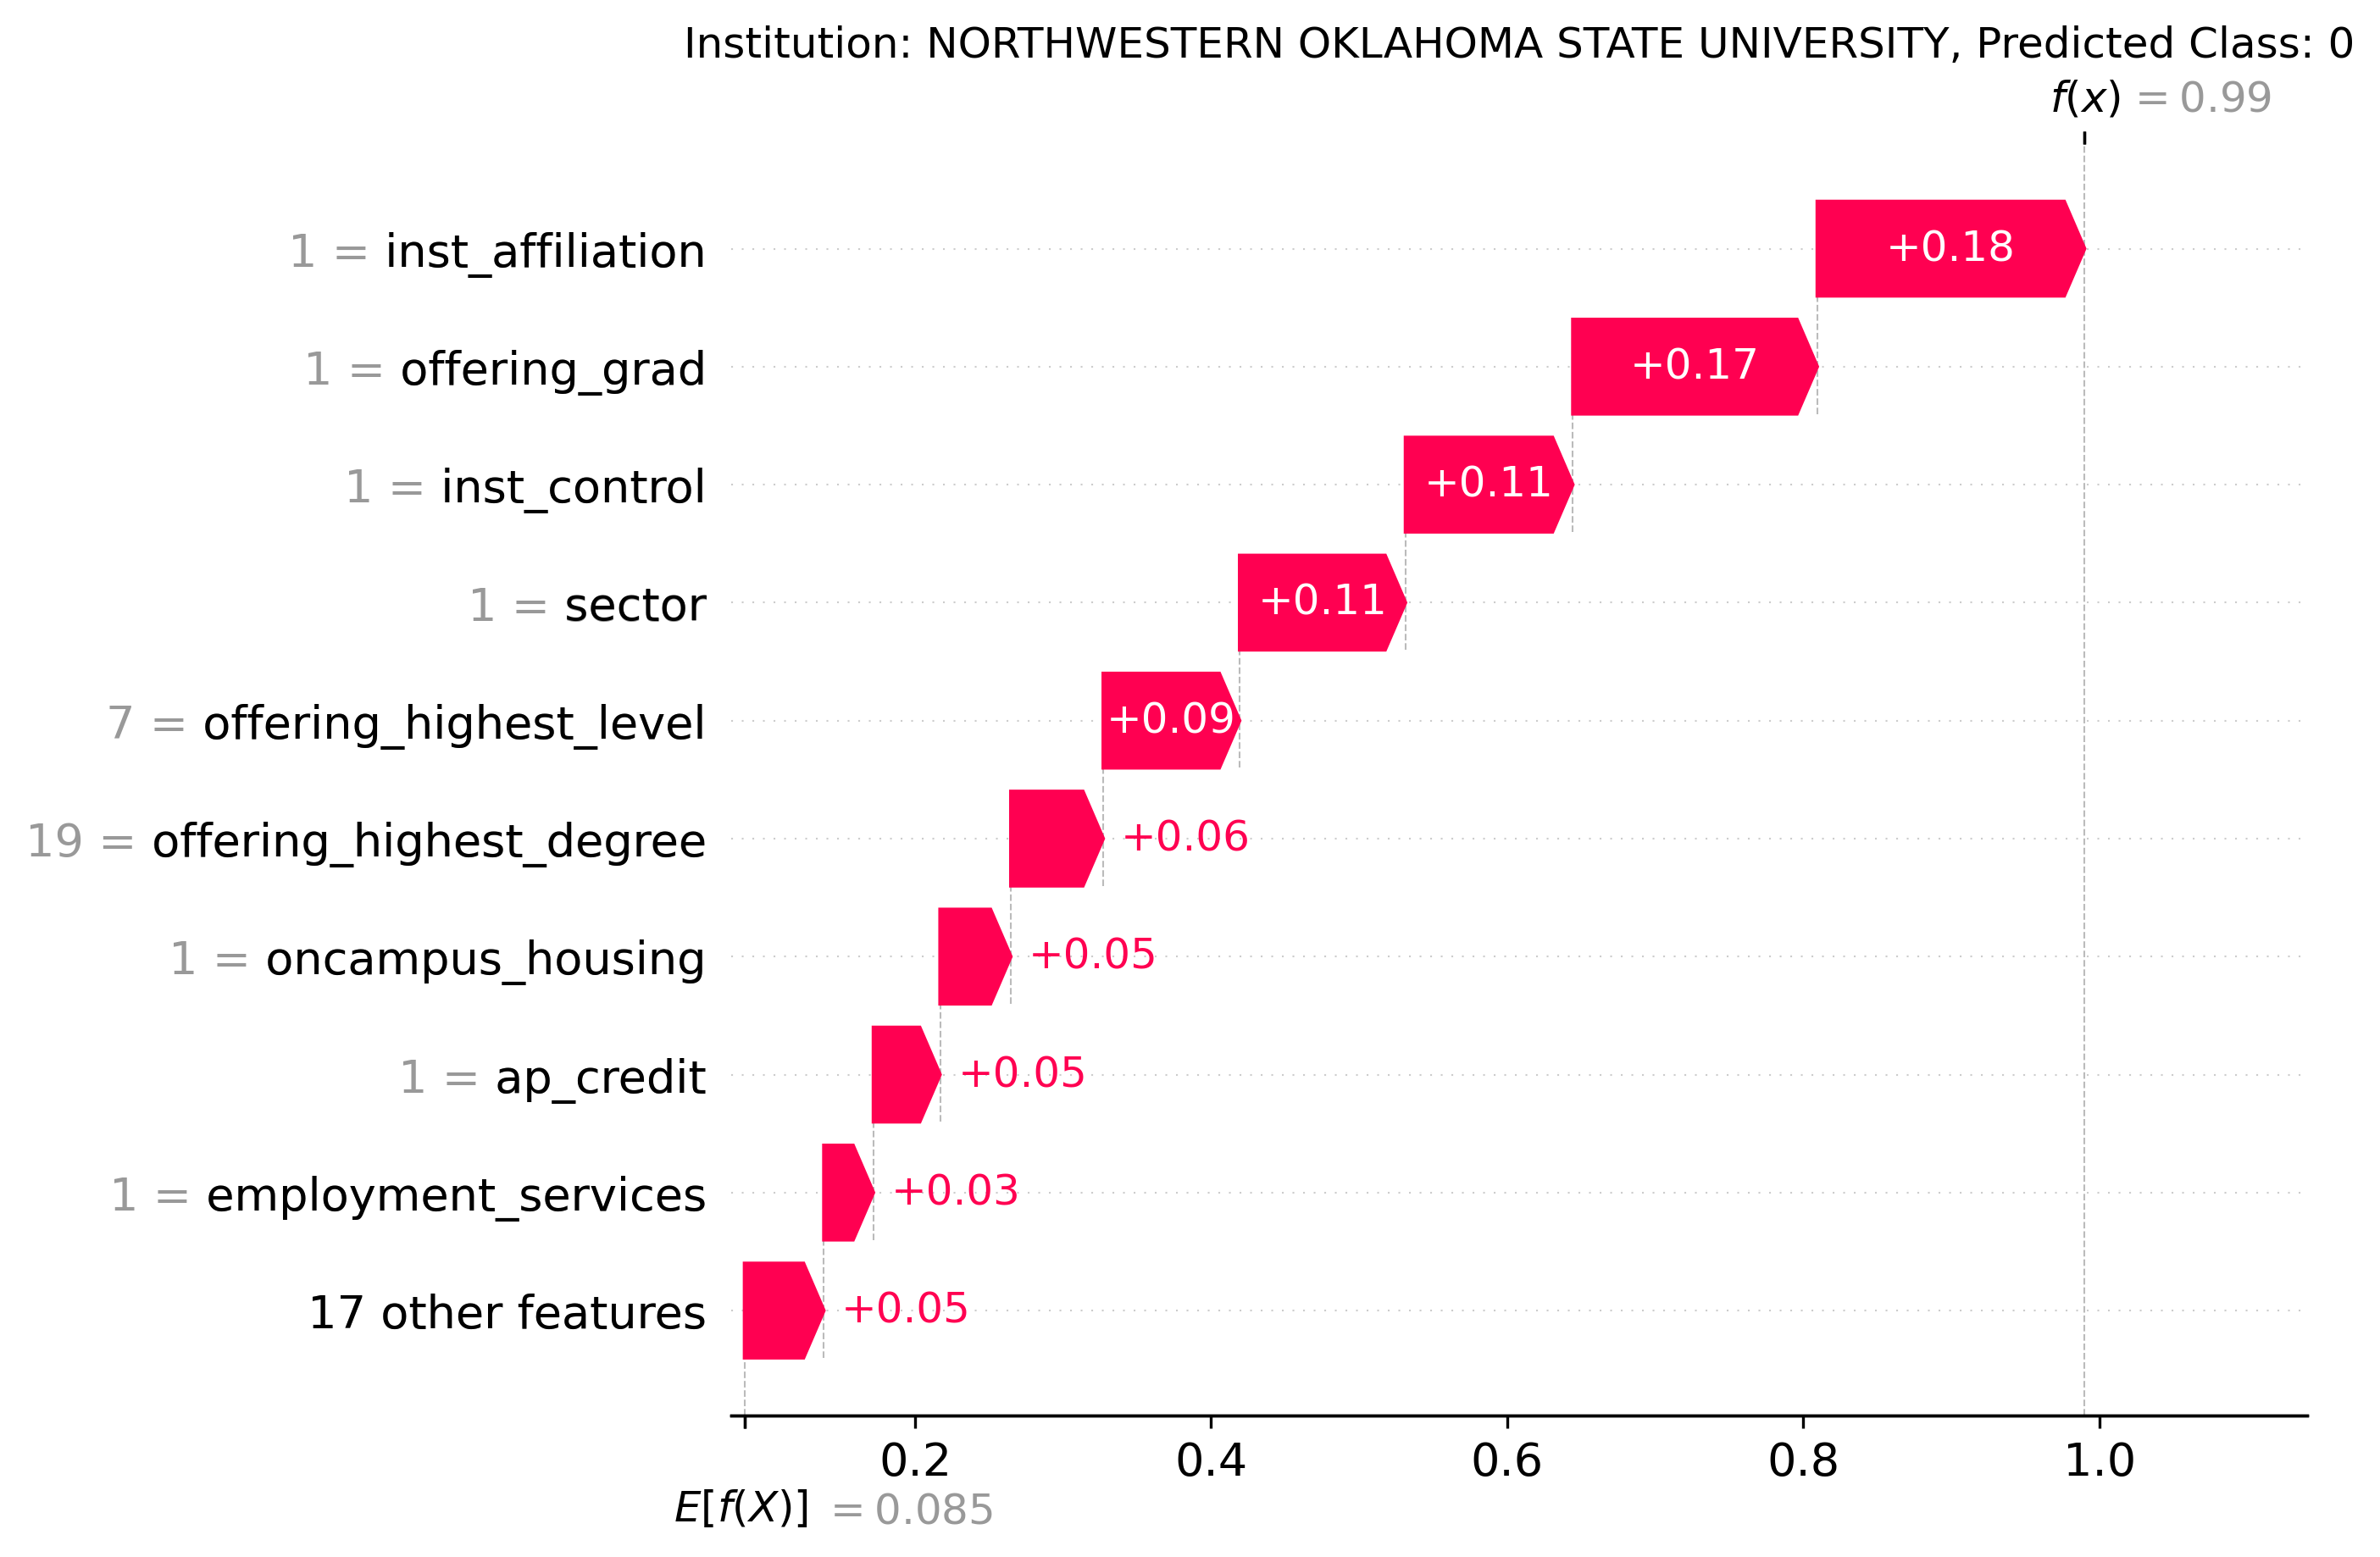 Institution: NORTHWESTERN OKLAHOMA STATE UNIVERSITY, Predicted Class: 0
f(x) = 0.99
1 = inst_affiliation +0.18
1 = offering_grad +0.17
1 = inst_control +0.11
1 = sector +0.11
7 = offering_highest_level +0.09
19 = offering_highest_degree +0.06
1 = oncampus_housing +0.05
1 = ap_credit +0.05
1 = employment_services +0.03
17 other features +0.05
0.2 0.4 0.6 0.8 1.0
E[f(X)] = 0.085